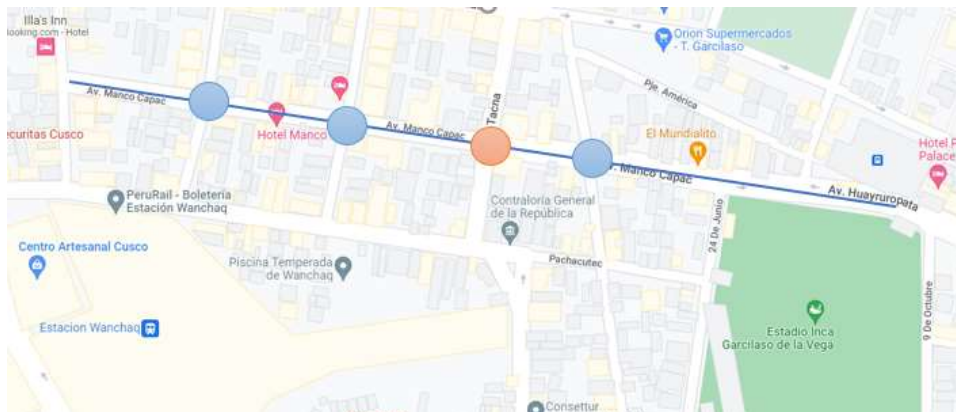 Illa's Inn
ooking.com - Hotel
Orion Supermercados
- T. Garcilaso
Pje. América
Av. Manco Capac
Hotel Manco
Av. Manco Capac
Tacna
ecuritas Cusco
El Mundialito
Manco Capac
Hotel P
Palace
Av. Huayruropata
PeruRail - Boletería
Estación Wanchaq
Contraloría General
de la República
24 De Junio
Centro Artesanal Cusco
Piscina Temperada
de Wanchaq
Pachacutec
Estacion Wanchaq
Estadio Inca
Garcilaso de la Vega
9 De Octubre
Consettur